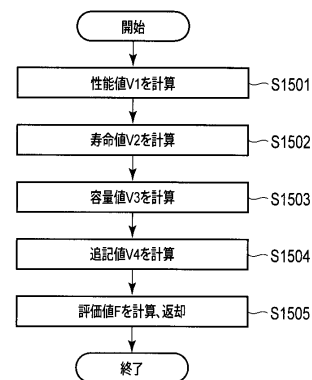 開始
性能値V1を計算 S1501
寿命値V2を計算 S1502
容量値V3を計算 S1503
追記値V4を計算 S1504
評価値Fを計算、返却 S1505
終了